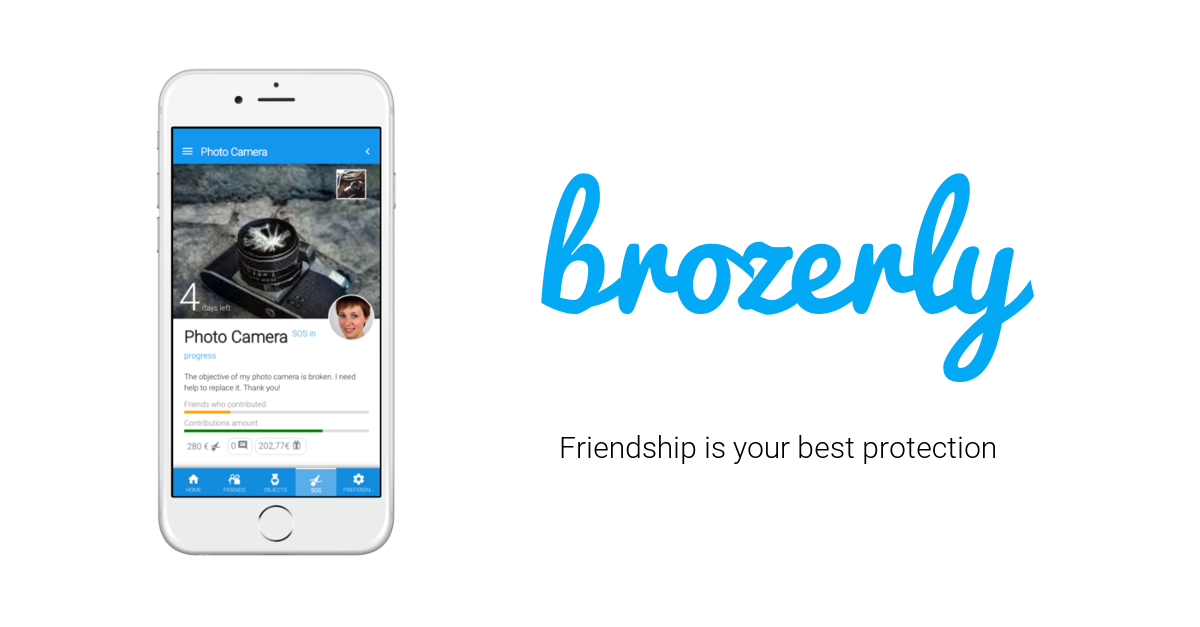 Photo Camera
4 days left
Photo Camera SOS in
progress
The objective of my photo camera is broken. I need
help to replace it. Thank you!
Friends who contributed
Contributions amount
280 € 0 202,77€
HOME FRIENDS OBJECTS SOS PREFEREN...
brozerly
Friendship is your best protection